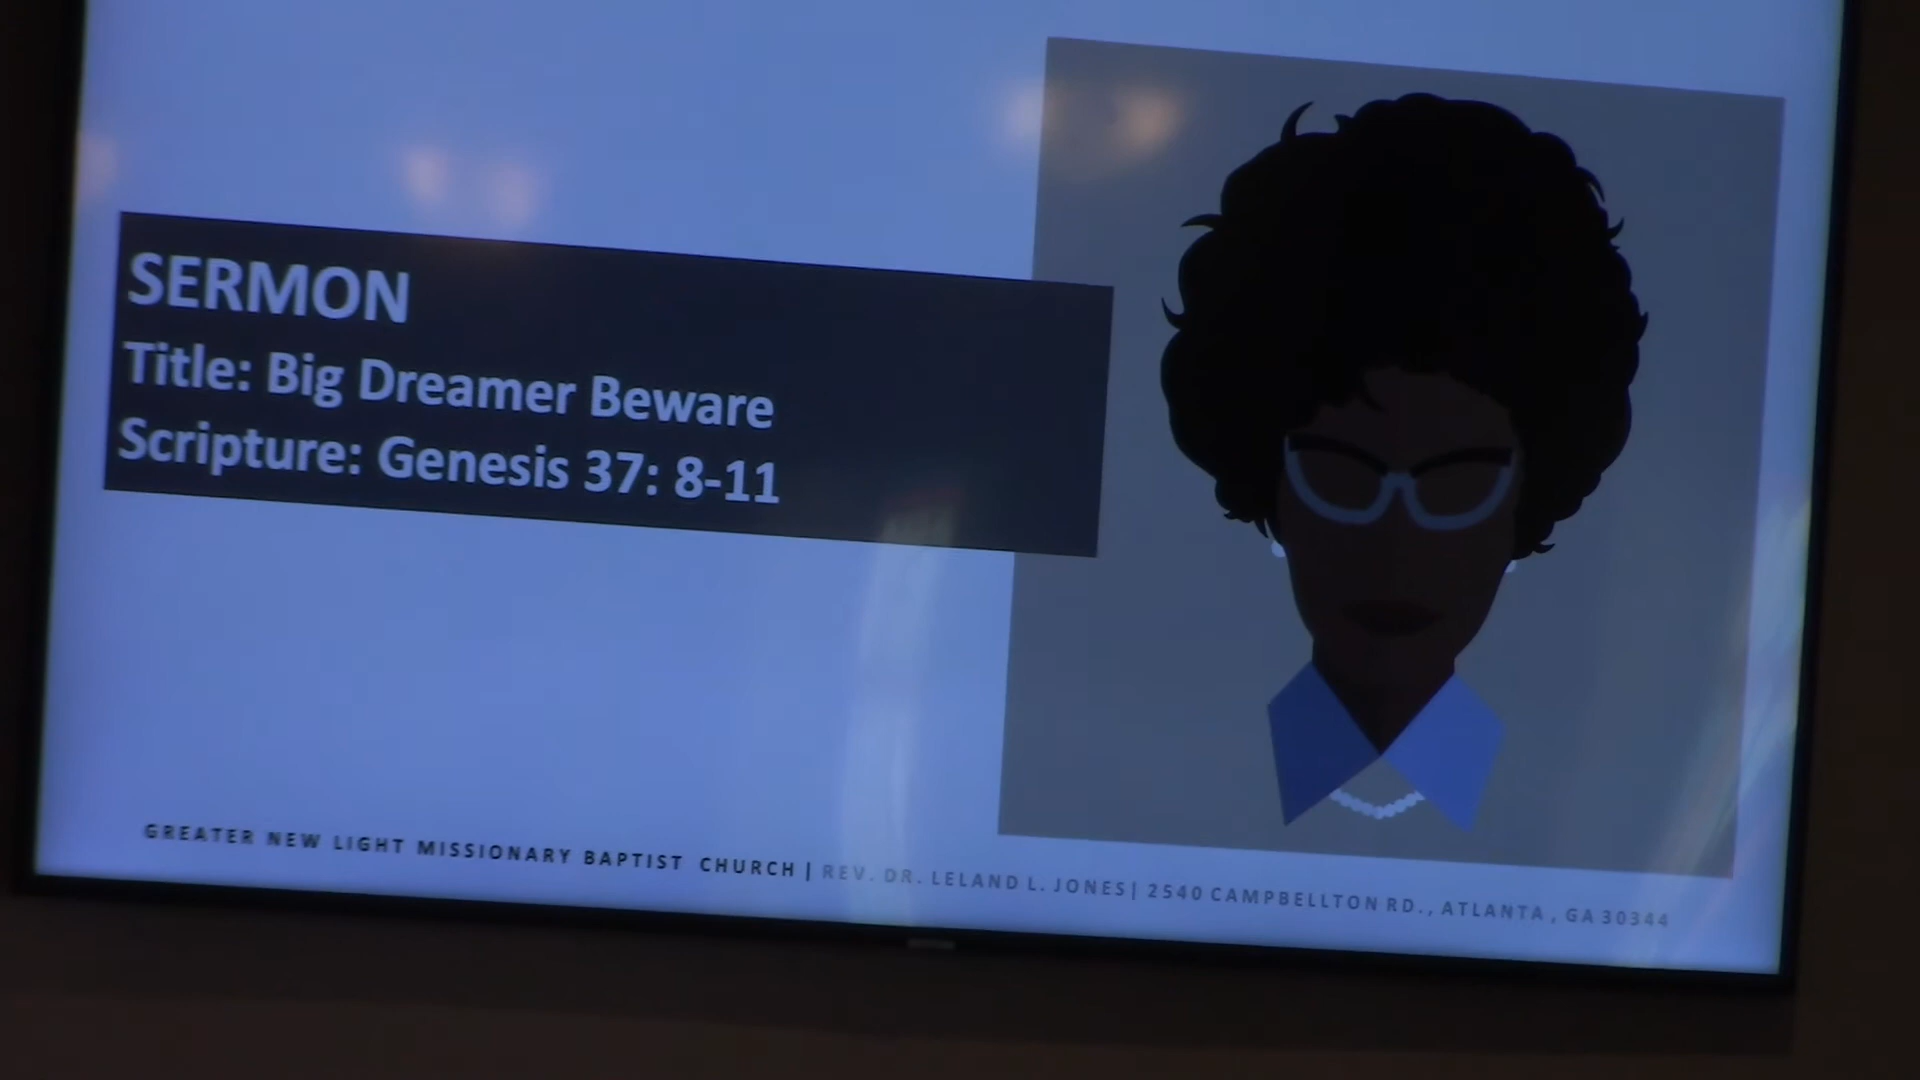 SERMON
Title: Big Dreamer Beware
Scripture: Genesis 37: 8-11
GREATER NEW LIGHT MISSIONARY BAPTIST CHURCH | REV. DR. LELAND L. JONES| 2540 CAMPBELLTON RD., ATLANTA, GA 30344